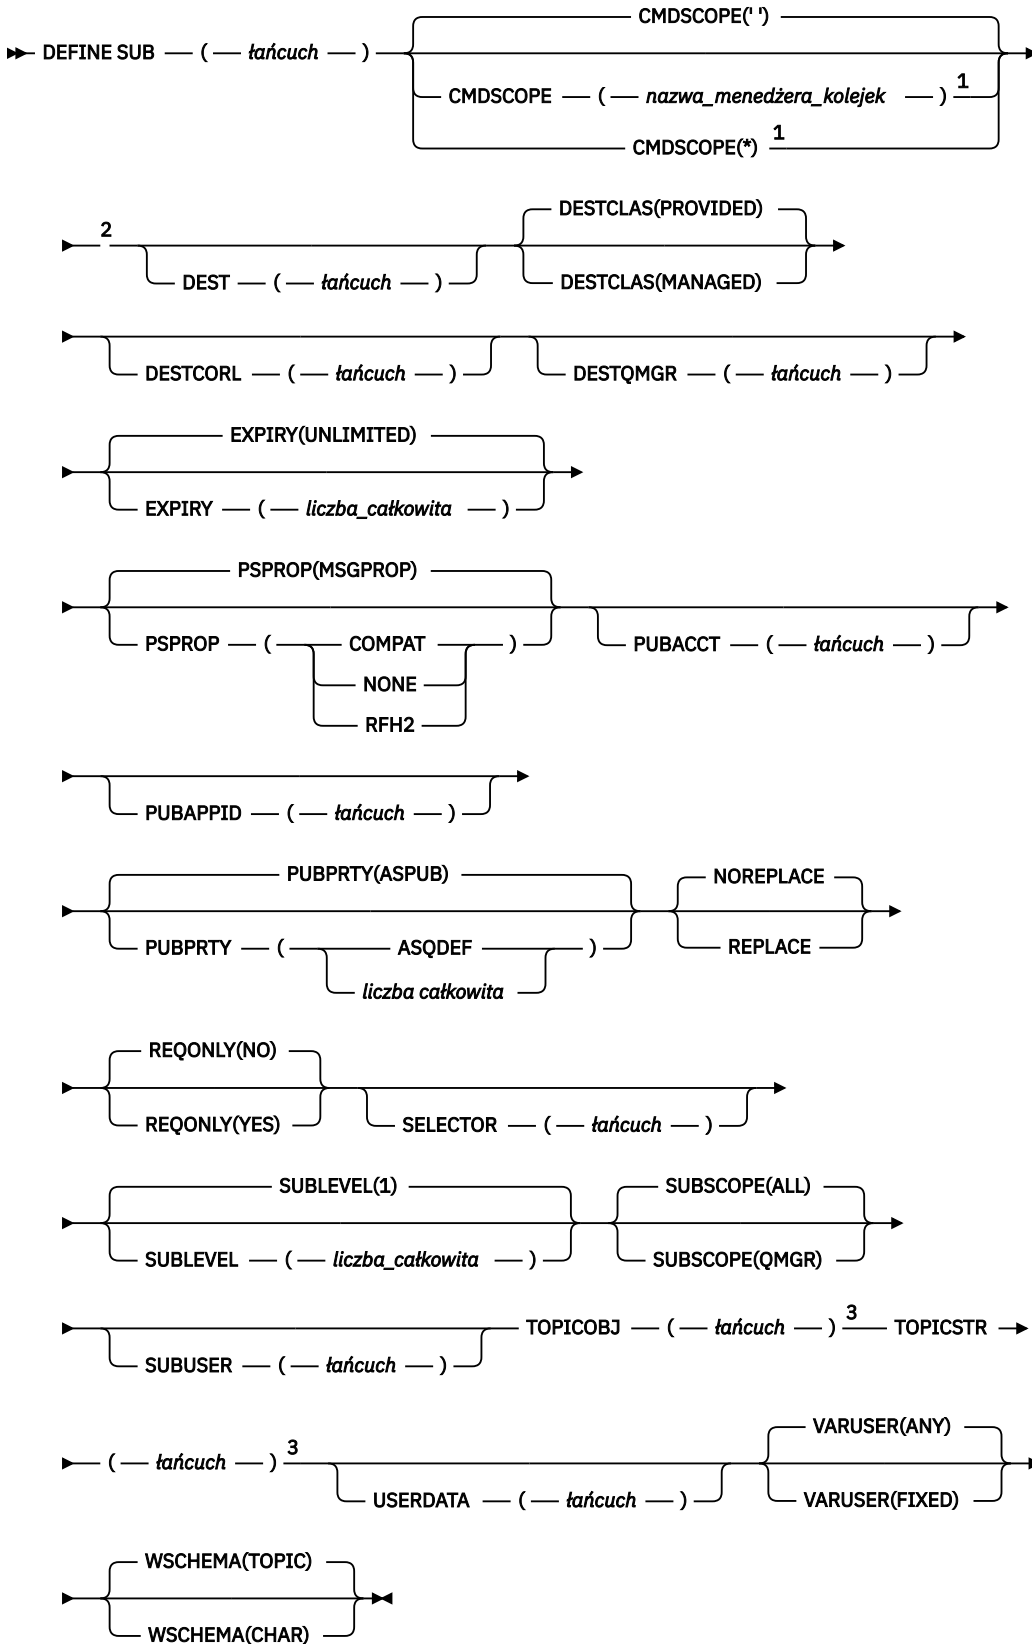 CMDSCOPE(' ')
DEFINE SUB ( łańcuch )
CMDSCOPE ( nazwa_menedżera_kolejek ) 1
CMDSCOPE(*) 1
DESTCLAS(PROVIDED)
2
DEST ( łańcuch ) DESTCLAS(MANAGED)
DESTCORL ( łańcuch ) DESTQMGR ( łańcuch )
EXPIRY(UNLIMITED)
EXPIRY ( liczba_całkowita )
PSPROP(MSGPROP)
PSPROP ( COMPAT ) PUBACCT ( łańcuch )
NONE
RFH2
PUBAPPID ( łańcuch )
PUBPRTY(ASPUB) NOREPLACE
PUBPRTY ( ASQDEF ) REPLACE
liczba całkowita
REQONLY(NO)
REQONLY(YES) SELECTOR ( łańcuch )
SUBLEVEL(1) SUBSCOPE(ALL)
SUBLEVEL ( liczba_całkowita ) SUBSCOPE(QMGR)
TOPICOBJ ( łańcuch ) 3 TOPICSTR
SUBUSER ( łańcuch )
VARUSER(ANY)
( łańcuch ) 3
USERDATA ( łańcuch ) VARUSER(FIXED)
WSCHEMA(TOPIC)
WSCHEMA(CHAR)